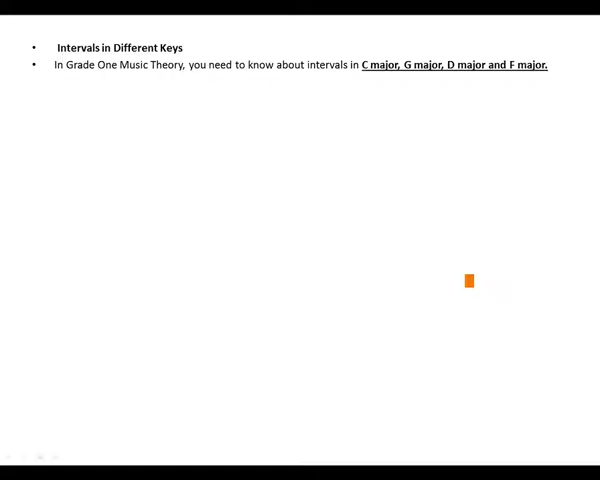 • Intervals in Different Keys
• In Grade One Music Theory, you need to know about intervals in C major, G major, D major and F major.